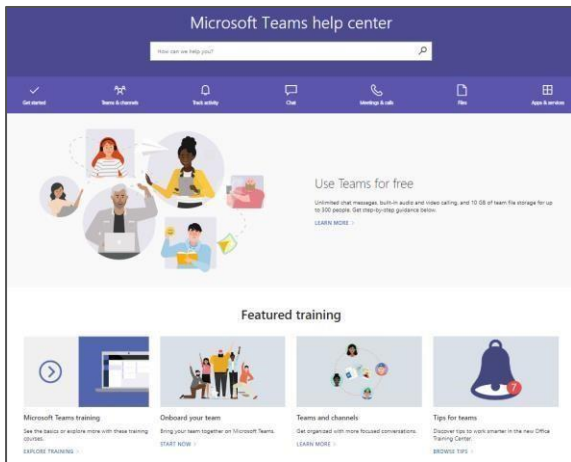 Microsoft Teams help center
How can we help you?
Get started
Teams & channels
Track activity
Chat
Meetings & calls
Files
Apps & services
Use Teams for free
Unlimited chat messages, built-in audio and video calling, and 10 GB of team file storage for up
to 300 people. Get step-by-step guidance below.
LEARN MORE >
Featured training
Microsoft Teams training
See the basics or explore more with these training
courses.
EXPLORE TRAINING >
Onboard your team
Bring your team together on Microsoft Teams.
START NOW >
Teams and channels
Get organized with more focused conversations.
LEARN MORE >
7
Tips for teams
Discover tips to work smarter in the new Office
Training Center.
BROWSE TIPS >